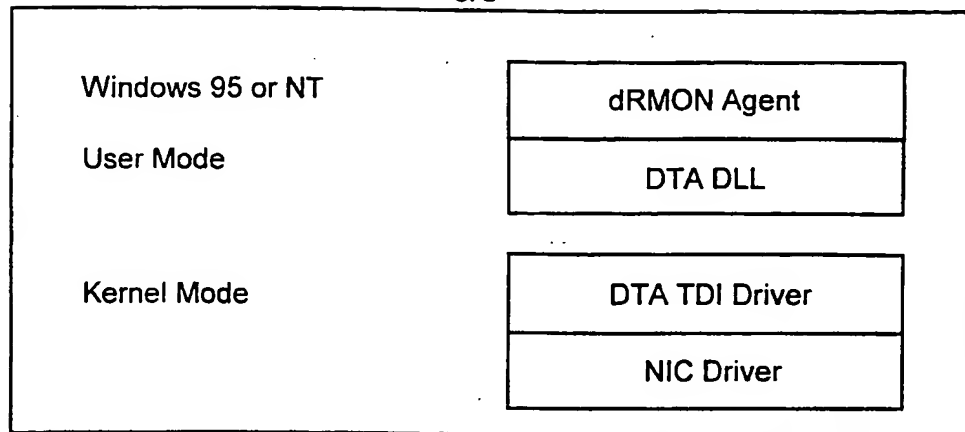 Windows 95 or NT
dRMON Agent
User Mode
DTA DLL
Kernel Mode
DTA TDI Driver
NIC Driver